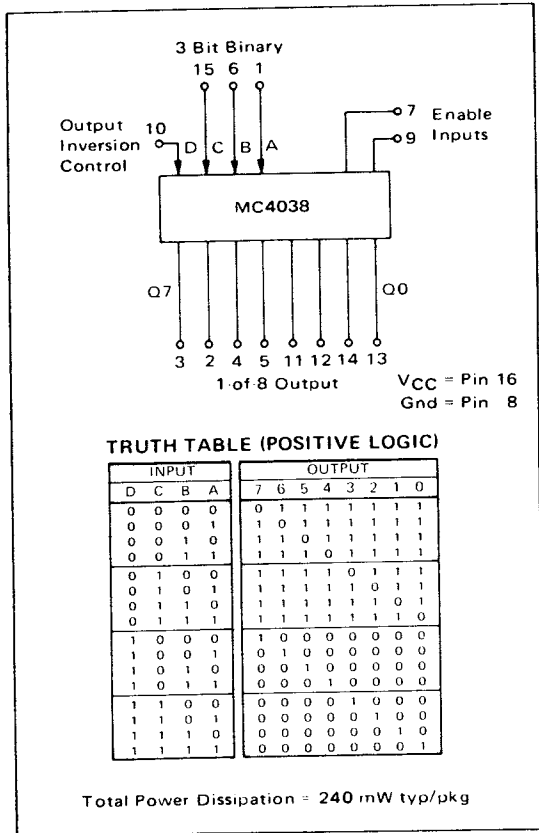 3 Bit Binary
15 6 1
Output 10
Inversion
Control
D C B A
7 Enable
9 Inputs
MC4038
Q7 Q0
3 2 4 5 11 12 14 13
1 of 8 Output
VCC = Pin 16
Gnd = Pin 8
TRUTH TABLE (POSITIVE LOGIC)
INPUT OUTPUT
D C B A 7 6 5 4 3 2 1 0
0 0 0 0 0 1 1 1 1 1 1 1
0 0 0 1 1 0 1 1 1 1 1 1
0 0 1 0 1 1 0 1 1 1 1 1
0 0 1 1 1 1 1 0 1 1 1 1
0 1 0 0 1 1 1 1 0 1 1 1
0 1 0 1 1 1 1 1 1 0 1 1
0 1 1 0 1 1 1 1 1 1 0 1
0 1 1 1 1 1 1 1 1 1 1 0
1 0 0 0 1 0 0 0 0 0 0 0
1 0 0 1 0 1 0 0 0 0 0 0
1 0 1 0 0 0 1 0 0 0 0 0
1 0 1 1 0 0 0 1 0 0 0 0
1 1 0 0 0 0 0 0 1 0 0 0
1 1 0 1 0 0 0 0 0 1 0 0
1 1 1 0 0 0 0 0 0 0 1 0
1 1 1 1 0 0 0 0 0 0 0 1
Total Power Dissipation = 240 mW typ/pkg